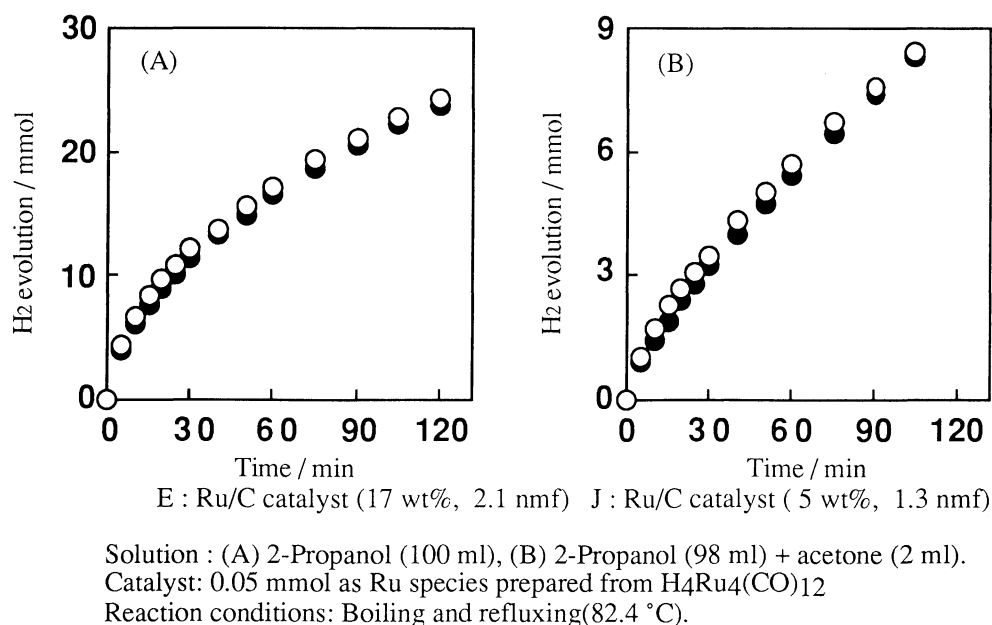 30
20
10
0
(A)
H2 evolution / mmol
0 30 60 90 120
Time / min
9
6
3
0
(B)
H2 evolution / mmol
0 30 60 90 120
Time / min
E : Ru/C catalyst (17 wt%, 2.1 nmf) J : Ru/C catalyst ( 5 wt%, 1.3 nmf)
Solution : (A) 2-Propanol (100 ml), (B) 2-Propanol (98 ml) + acetone (2 ml).
Catalyst: 0.05 mmol as Ru species prepared from H4Ru4(CO)12
Reaction conditions: Boiling and refluxing(82.4 °C).